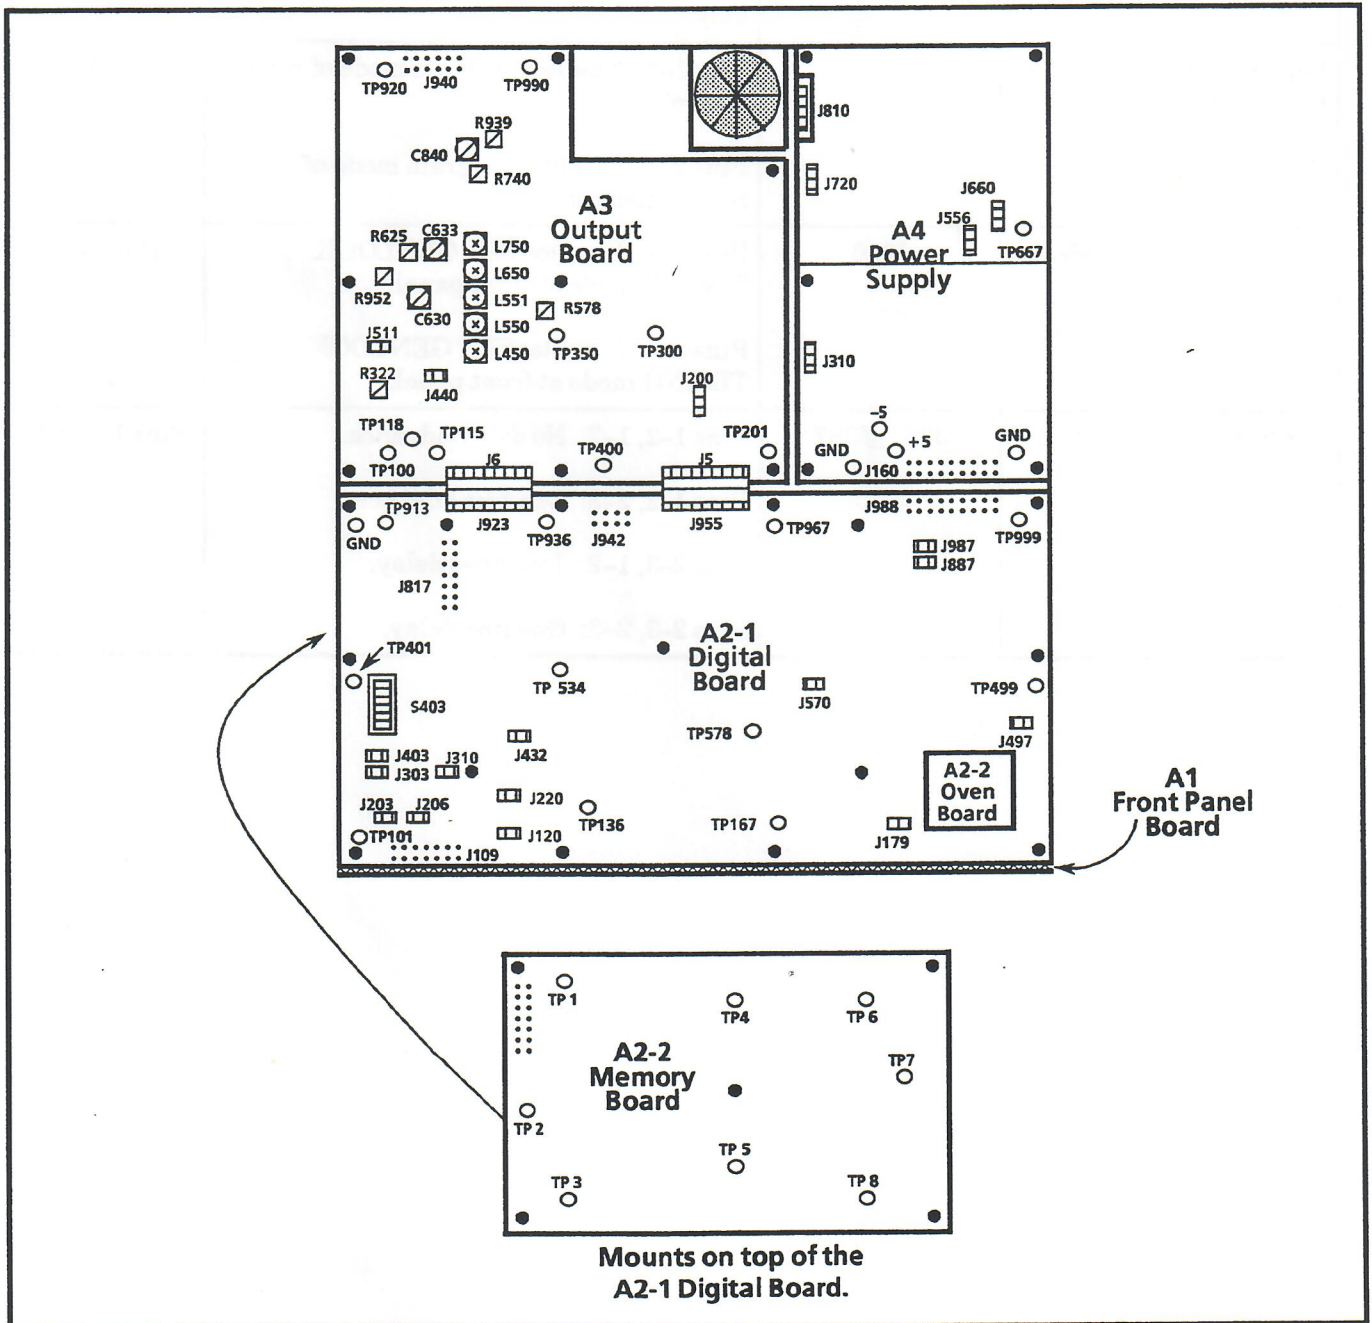 TP920
J940
TP990
R939
C840
R740
A3
Output
Board
R625
C633
L750
L650
L551
L550
L450
R952
C630
R578
J511
TP350
TP300
R322
J440
J200
TP118
TP115
TP100
J6
TP400
J5
TP201
J810
J720
J660
J556
TP667
A4
Power
Supply
J310
–5
+5
GND
GND
J160
TP913
GND
J923
TP936
J942
J955
TP967
J988
TP999
J987
J887
J817
TP401
A2-1
Digital
Board
TP 534
S403
J570
TP499
TP578
J497
J432
J403
J310
J303
J220
J203
J206
TP136
TP167
TP101
J120
J109
J179
A2-2
Oven
Board
A1
Front Panel
Board
TP 1
TP4
TP 6
A2-2
Memory
Board
TP7
TP 2
TP 5
TP 3
TP 8
Mounts on top of the
A2-1 Digital Board.